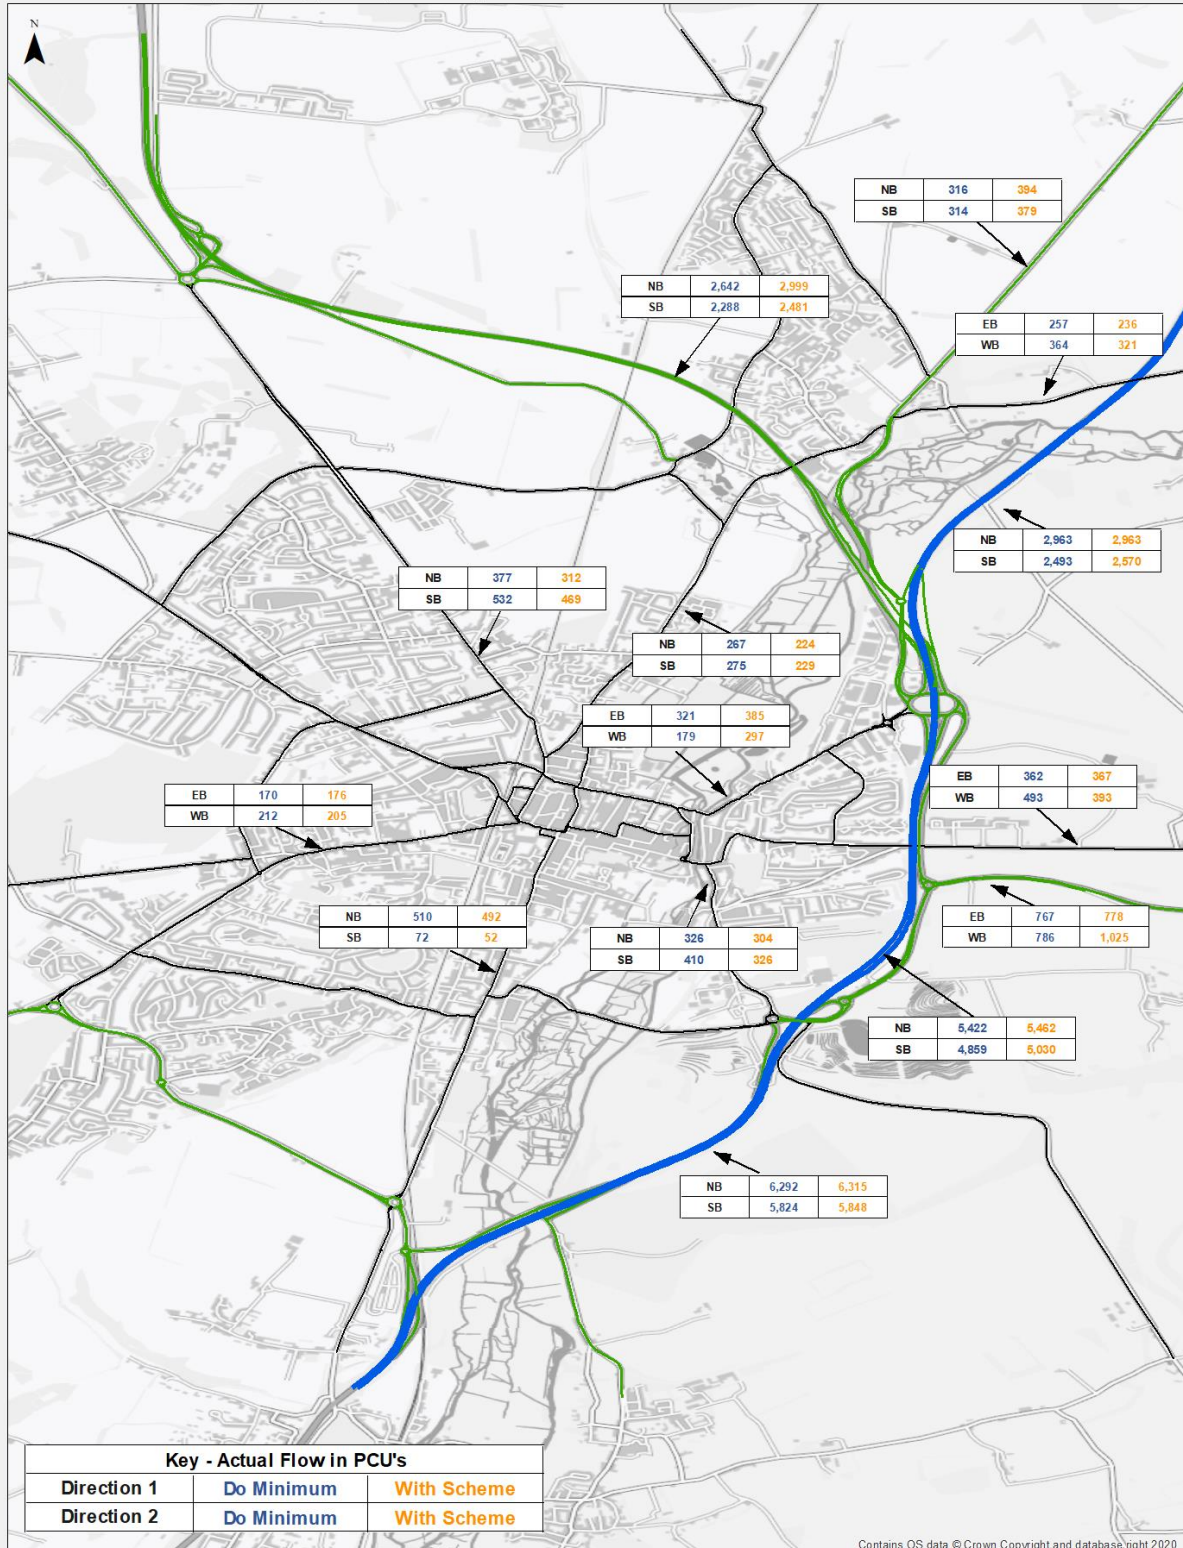 N
NB 316 394
SB 314 379
NB 2,642 2,999
SB 2,288 2,481
EB 257 236
WB 364 321
NB 2,963 2,963
SB 2,493 2,570
NB 377 312
SB 532 469
NB 267 224
SB 275 229
EB 321 385
WB 179 297
EB 362 367
WB 493 393
EB 170 176
WB 212 205
NB 510 492
SB 72 52
NB 326 304
SB 410 326
EB 767 778
WB 786 1,025
NB 5,422 5,462
SB 4,859 5,030
NB 6,292 6,315
SB 5,824 5,848
Key - Actual Flow in PCU's
Direction 1 Do Minimum With Scheme
Direction 2 Do Minimum With Scheme
Contains OS data © Crown Copyright and database right 2020